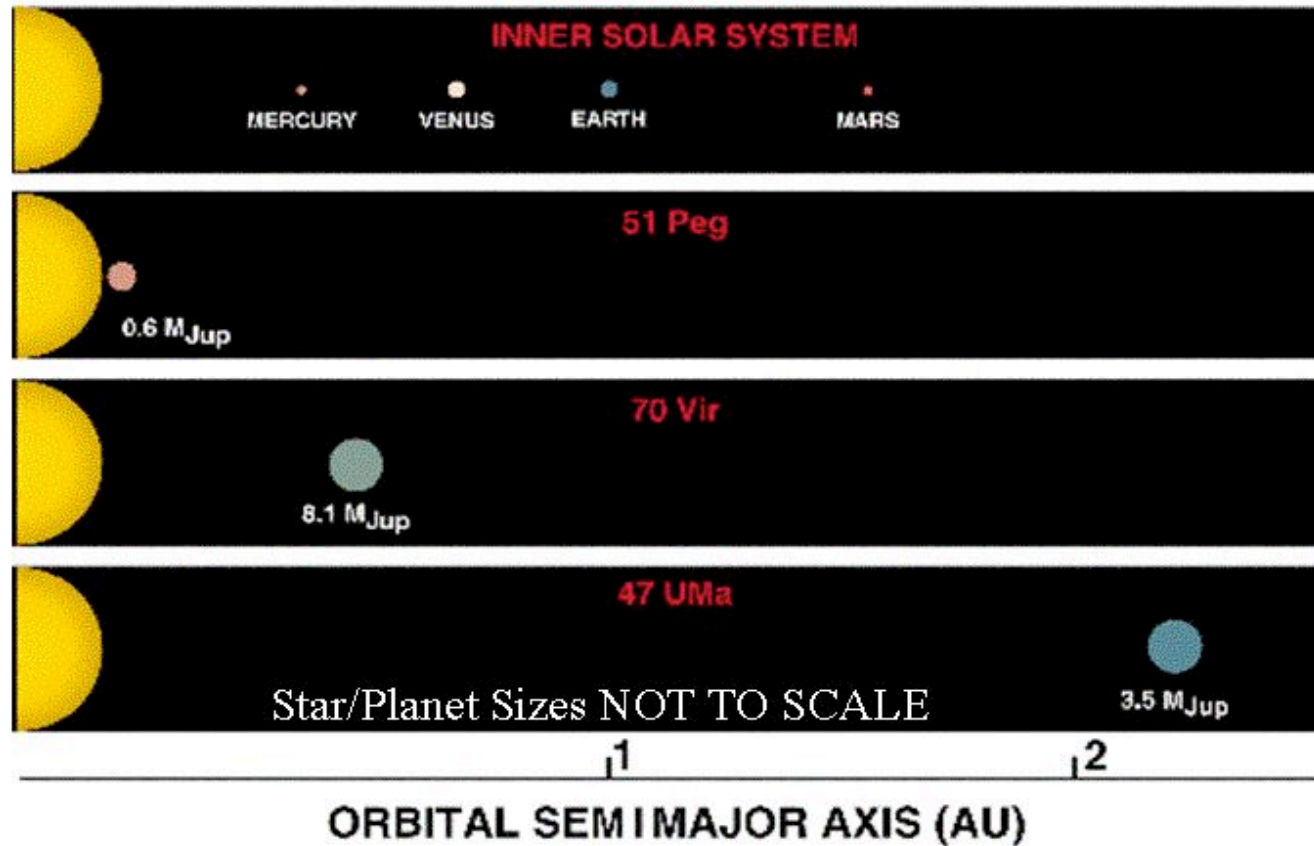 INNER SOLAR SYSTEM
MERCURY VENUS EARTH MARS
51 Peg
0.6 MJup
70 Vir
8.1 MJup
47 UMa
Star/Planet Sizes NOT TO SCALE
3.5 MJup
1 2
ORBITAL SEMIMAJOR AXIS (AU)